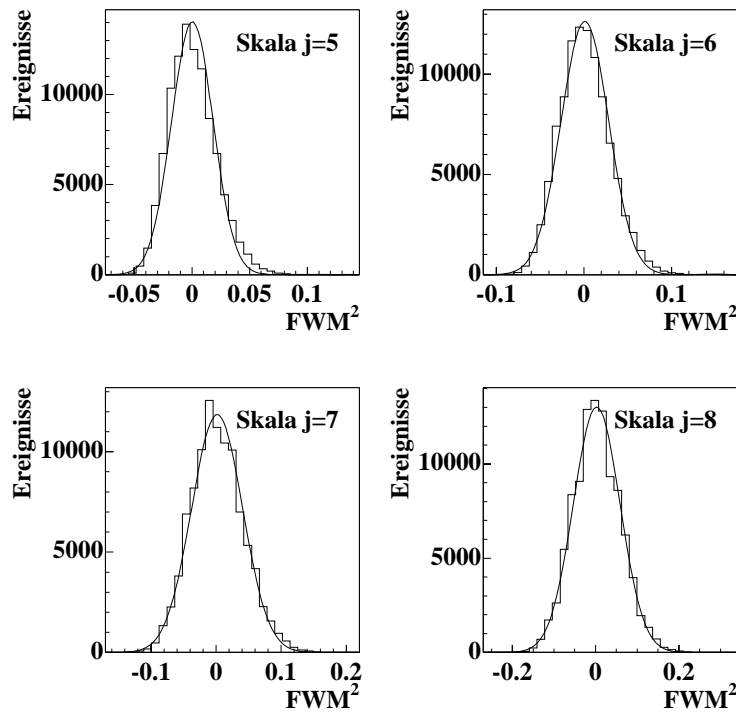 Skala j=5
Ereignisse
10000
5000
0
-0.05 0 0.05 0.1
FWM²
Skala j=6
Ereignisse
10000
5000
0
-0.1 0 0.1
FWM²
Skala j=7
Ereignisse
10000
5000
0
-0.1 0 0.1 0.2
FWM²
Skala j=8
Ereignisse
10000
5000
0
-0.2 0 0.2
FWM²